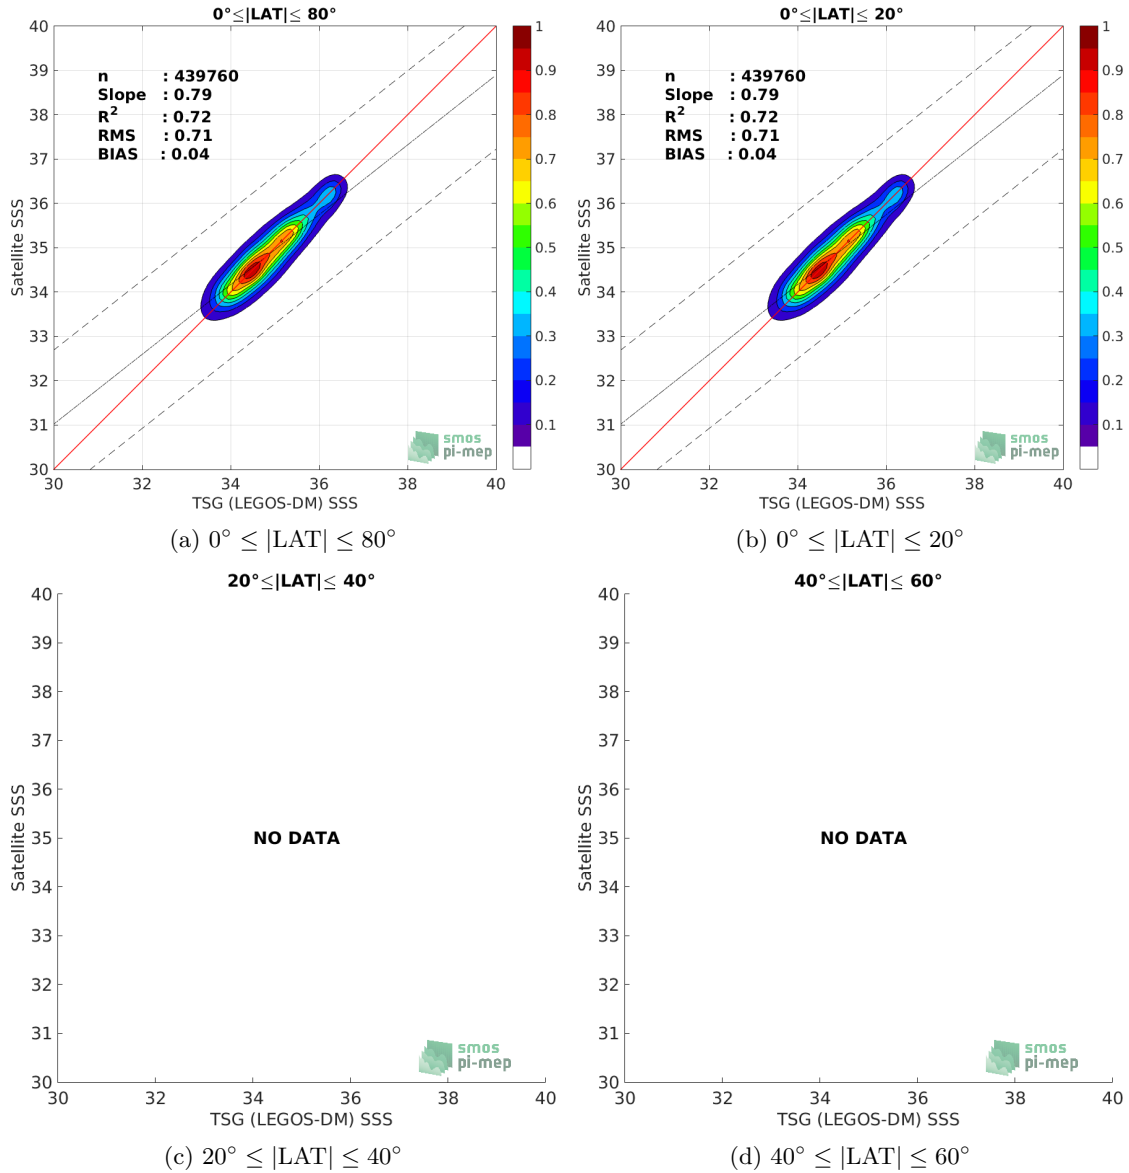 0°≤|LAT|≤ 80°
40
39
38
37
36
35
34
33
32
31
30
Satellite SSS
n : 439760
Slope : 0.79
R² : 0.72
RMS : 0.71
BIAS : 0.04
smos
pi-mep
30 32 34 36 38 40
TSG (LEGOS-DM) SSS
1
0.9
0.8
0.7
0.6
0.5
0.4
0.3
0.2
0.1
(a) 0° ≤ |LAT| ≤ 80°
0°≤|LAT|≤ 20°
40
39
38
37
36
35
34
33
32
31
30
Satellite SSS
n : 439760
Slope : 0.79
R² : 0.72
RMS : 0.71
BIAS : 0.04
smos
pi-mep
30 32 34 36 38 40
TSG (LEGOS-DM) SSS
1
0.9
0.8
0.7
0.6
0.5
0.4
0.3
0.2
0.1
(b) 0° ≤ |LAT| ≤ 20°
20°≤|LAT|≤ 40°
40
39
38
37
36
35
34
33
32
31
30
Satellite SSS
NO DATA
smos
pi-mep
30 32 34 36 38 40
TSG (LEGOS-DM) SSS
(c) 20° ≤ |LAT| ≤ 40°
40°≤|LAT|≤ 60°
40
39
38
37
36
35
34
33
32
31
30
Satellite SSS
NO DATA
smos
pi-mep
30 32 34 36 38 40
TSG (LEGOS-DM) SSS
(d) 40° ≤ |LAT| ≤ 60°